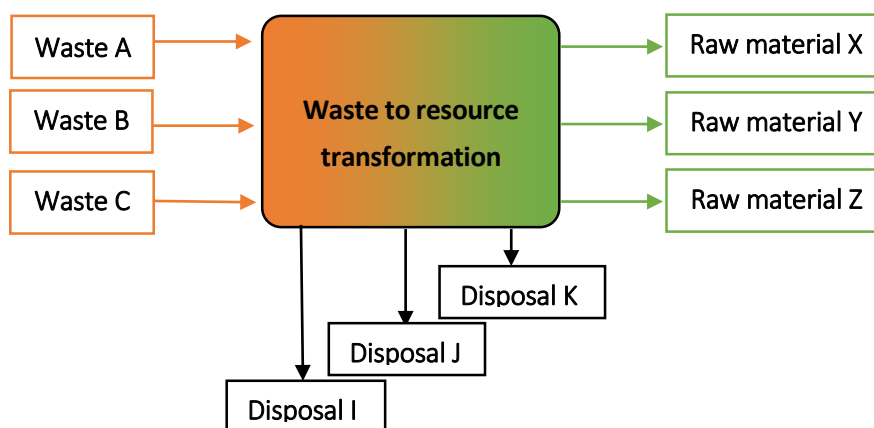 Waste A
Waste B
Waste C
Waste to resource
transformation
Raw material X
Raw material Y
Raw material Z
Disposal K
Disposal J
Disposal I